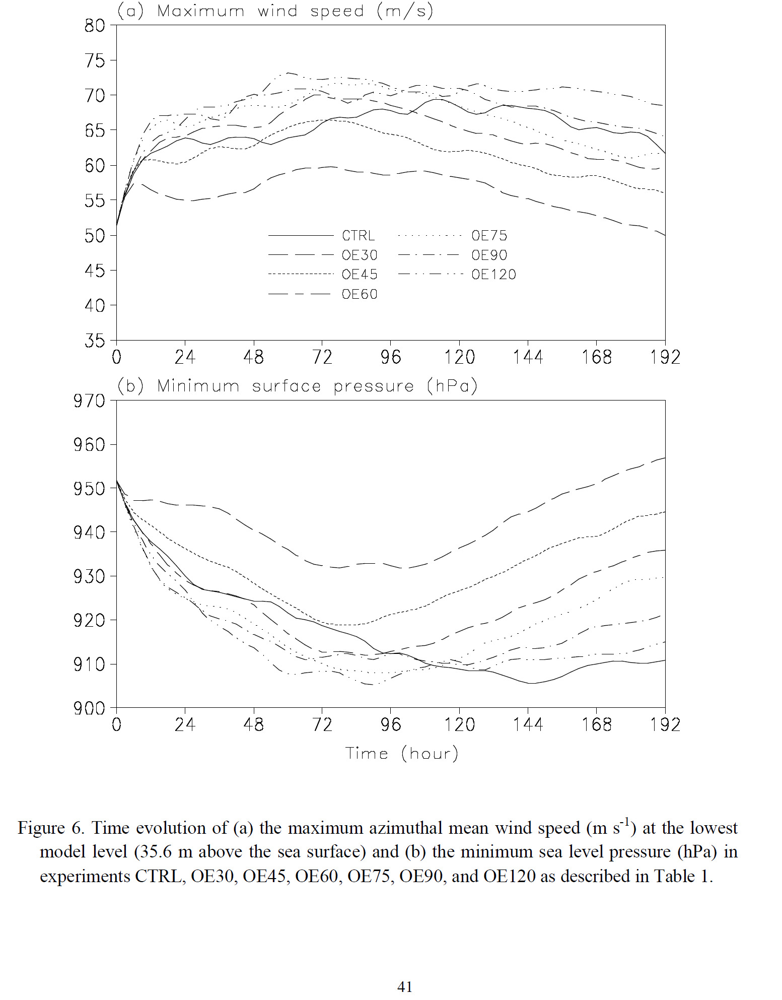 (a) Maximum wind speed (m/s)
80
75
70
65
60
55
50
45
40
35
CTRL
OE30
OE45
OE60
OE75
OE90
OE120
0 24 48 72 96 120 144 168 192
(b) Minimum surface pressure (hPa)
970
960
950
940
930
920
910
900
0 24 48 72 96 120 144 168 192
Time (hour)
Figure 6. Time evolution of (a) the maximum azimuthal mean wind speed (m s-1) at the lowest
model level (35.6 m above the sea surface) and (b) the minimum sea level pressure (hPa) in
experiments CTRL, OE30, OE45, OE60, OE75, OE90, and OE120 as described in Table 1.
41